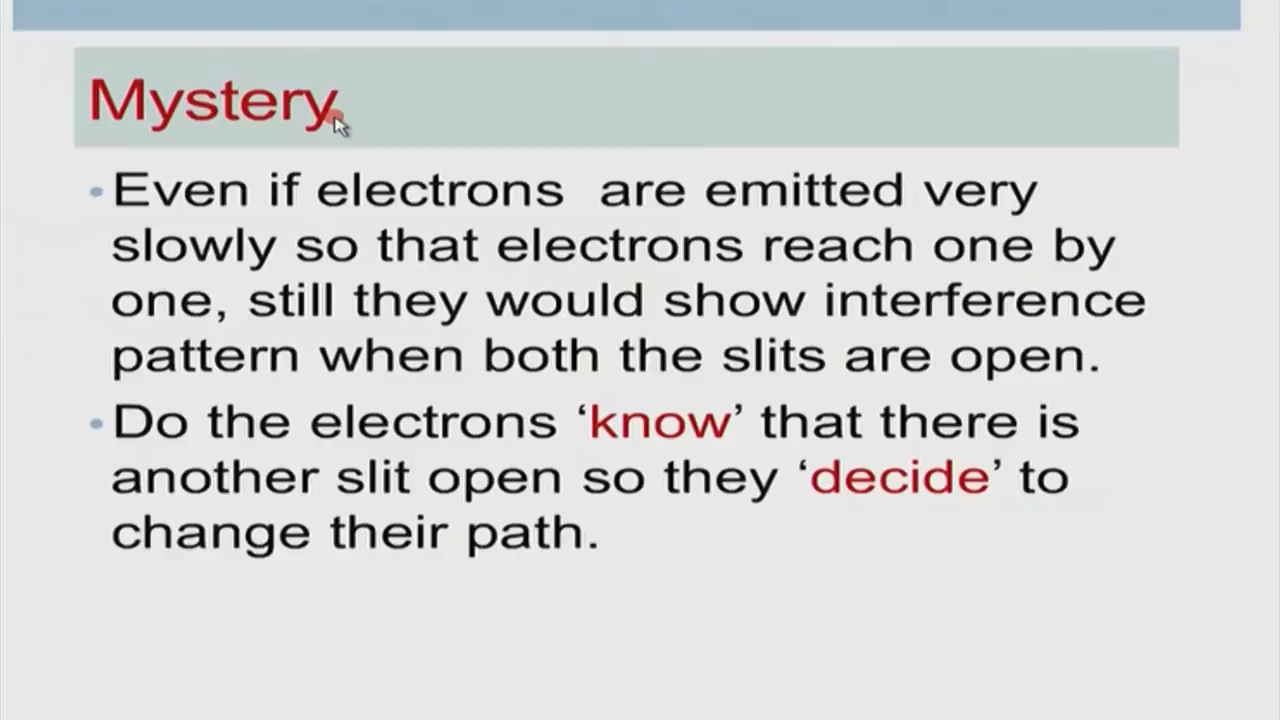 Mystery
• Even if electrons  are emitted very
slowly so that electrons reach one by
one, still they would show interference
pattern when both the slits are open.
• Do the electrons ‘know’ that there is
another slit open so they ‘decide’ to
change their path.